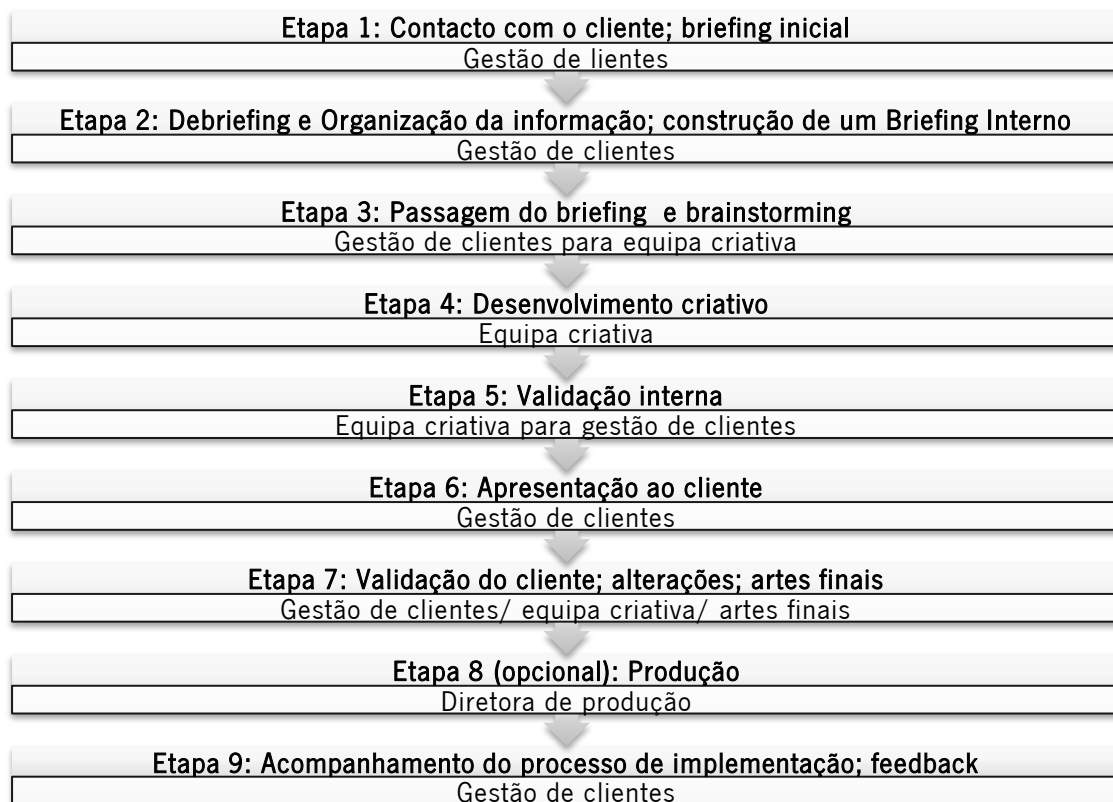 Etapa 1: Contacto com o cliente; briefing inicial
Gestão de lientes
Etapa 2: Debriefing e Organização da informação; construção de um Briefing Interno
Gestão de clientes
Etapa 3: Passagem do briefing e brainstorming
Gestão de clientes para equipa criativa
Etapa 4: Desenvolvimento criativo
Equipa criativa
Etapa 5: Validação interna
Equipa criativa para gestão de clientes
Etapa 6: Apresentação ao cliente
Gestão de clientes
Etapa 7: Validação do cliente; alterações; artes finais
Gestão de clientes/ equipa criativa/ artes finais
Etapa 8 (opcional): Produção
Diretora de produção
Etapa 9: Acompanhamento do processo de implementação; feedback
Gestão de clientes